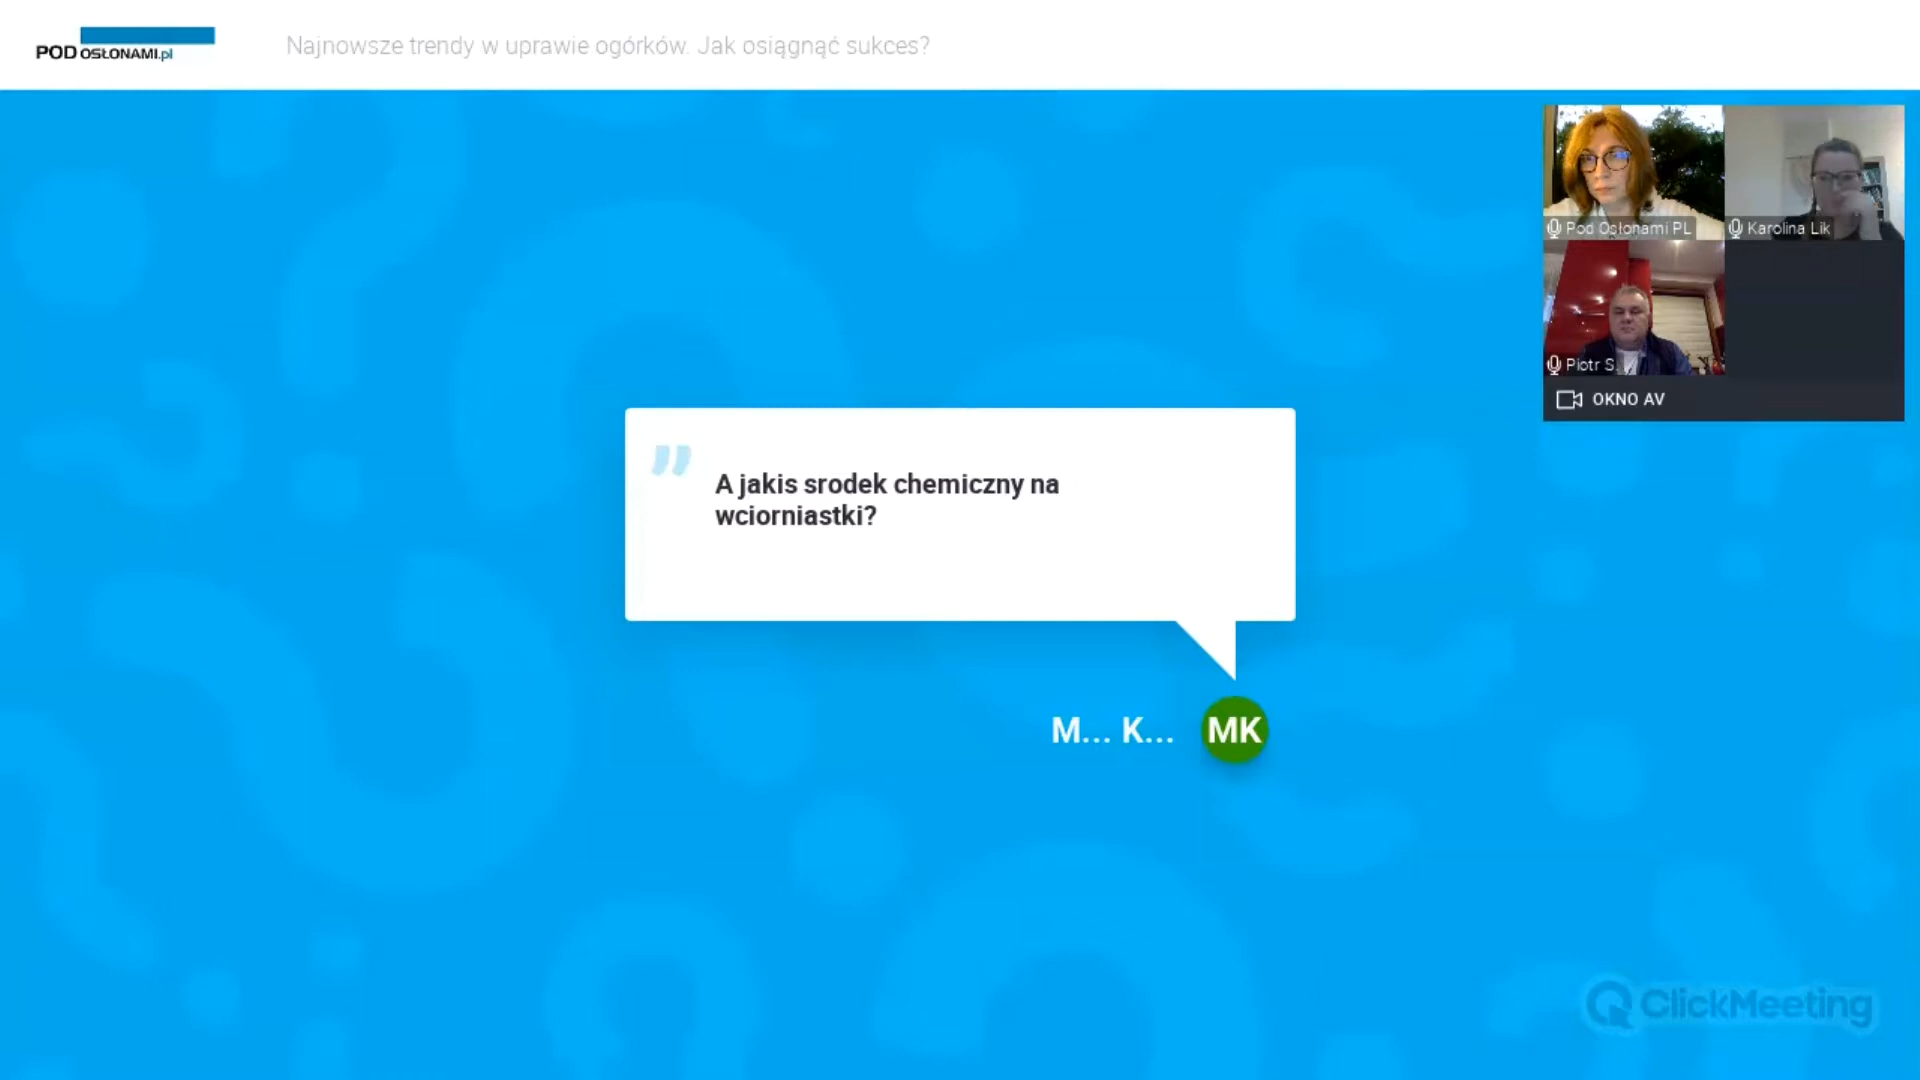 POD OSŁONAMI.pl
Najnowsze trendy w uprawie ogórków. Jak osiągnąć sukces?
Pod Osłonami PL
Karolina Lik
Piotr S.
OKNO AV
A jakis srodek chemiczny na
wciorniastki?
M... K...
MK
ClickMeeting